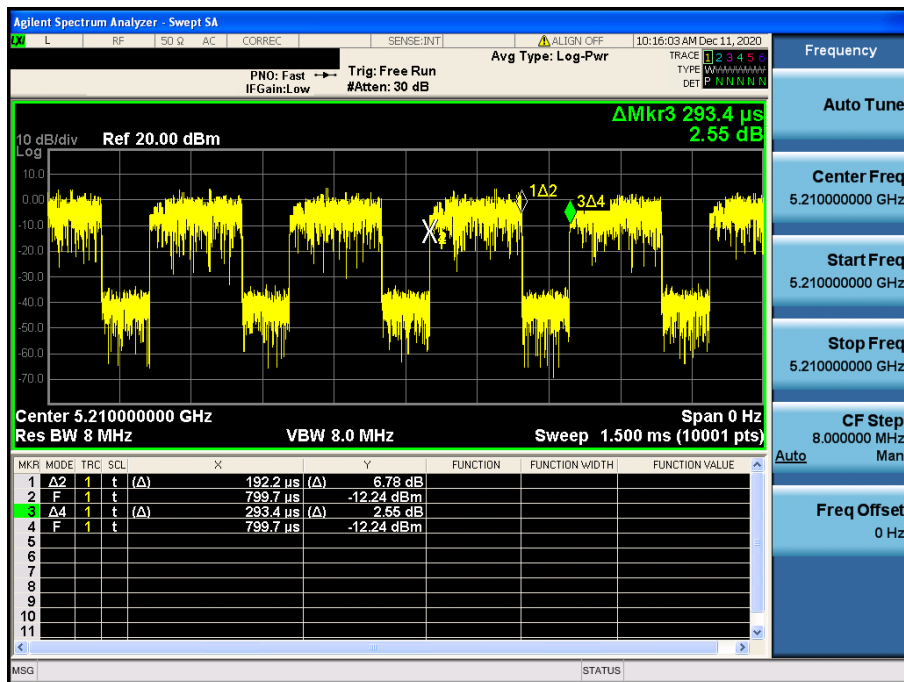 Agilent Spectrum Analyzer - Swept SA
LXI L RF 50 Ω AC CORREC SENSE:INT ALIGN OFF 10:16:03 AM Dec 11, 2020
PNO: Fast Trig: Free Run Avg Type: Log-Pwr TRACE 1 2 3 4 5 6
IFGain:Low #Atten: 30 dB TYPE WWWWWW
DET P N N N N N
ΔMkr3 293.4 µs
2.55 dB
10 dB/div Ref 20.00 dBm
Log
10.0
0.00
-10.0
-20.0
-30.0
-40.0
-50.0
-60.0
-70.0
1Δ2
3Δ4
Center 5.210000000 GHz Span 0 Hz
Res BW 8 MHz VBW 8.0 MHz Sweep 1.500 ms (10001 pts)
MKR MODE TRC SCL X Y FUNCTION FUNCTION WIDTH FUNCTION VALUE
1 Δ2 1 t (Δ) 192.2 µs (Δ) 6.78 dB
2 F 1 t 799.7 µs -12.24 dBm
3 Δ4 1 t (Δ) 293.4 µs (Δ) 2.55 dB
4 F 1 t 799.7 µs -12.24 dBm
5
6
7
8
9
10
11
MSG STATUS
Frequency
Auto Tune
Center Freq
5.210000000 GHz
Start Freq
5.210000000 GHz
Stop Freq
5.210000000 GHz
CF Step
8.000000 MHz
Auto Man
Freq Offset
0 Hz